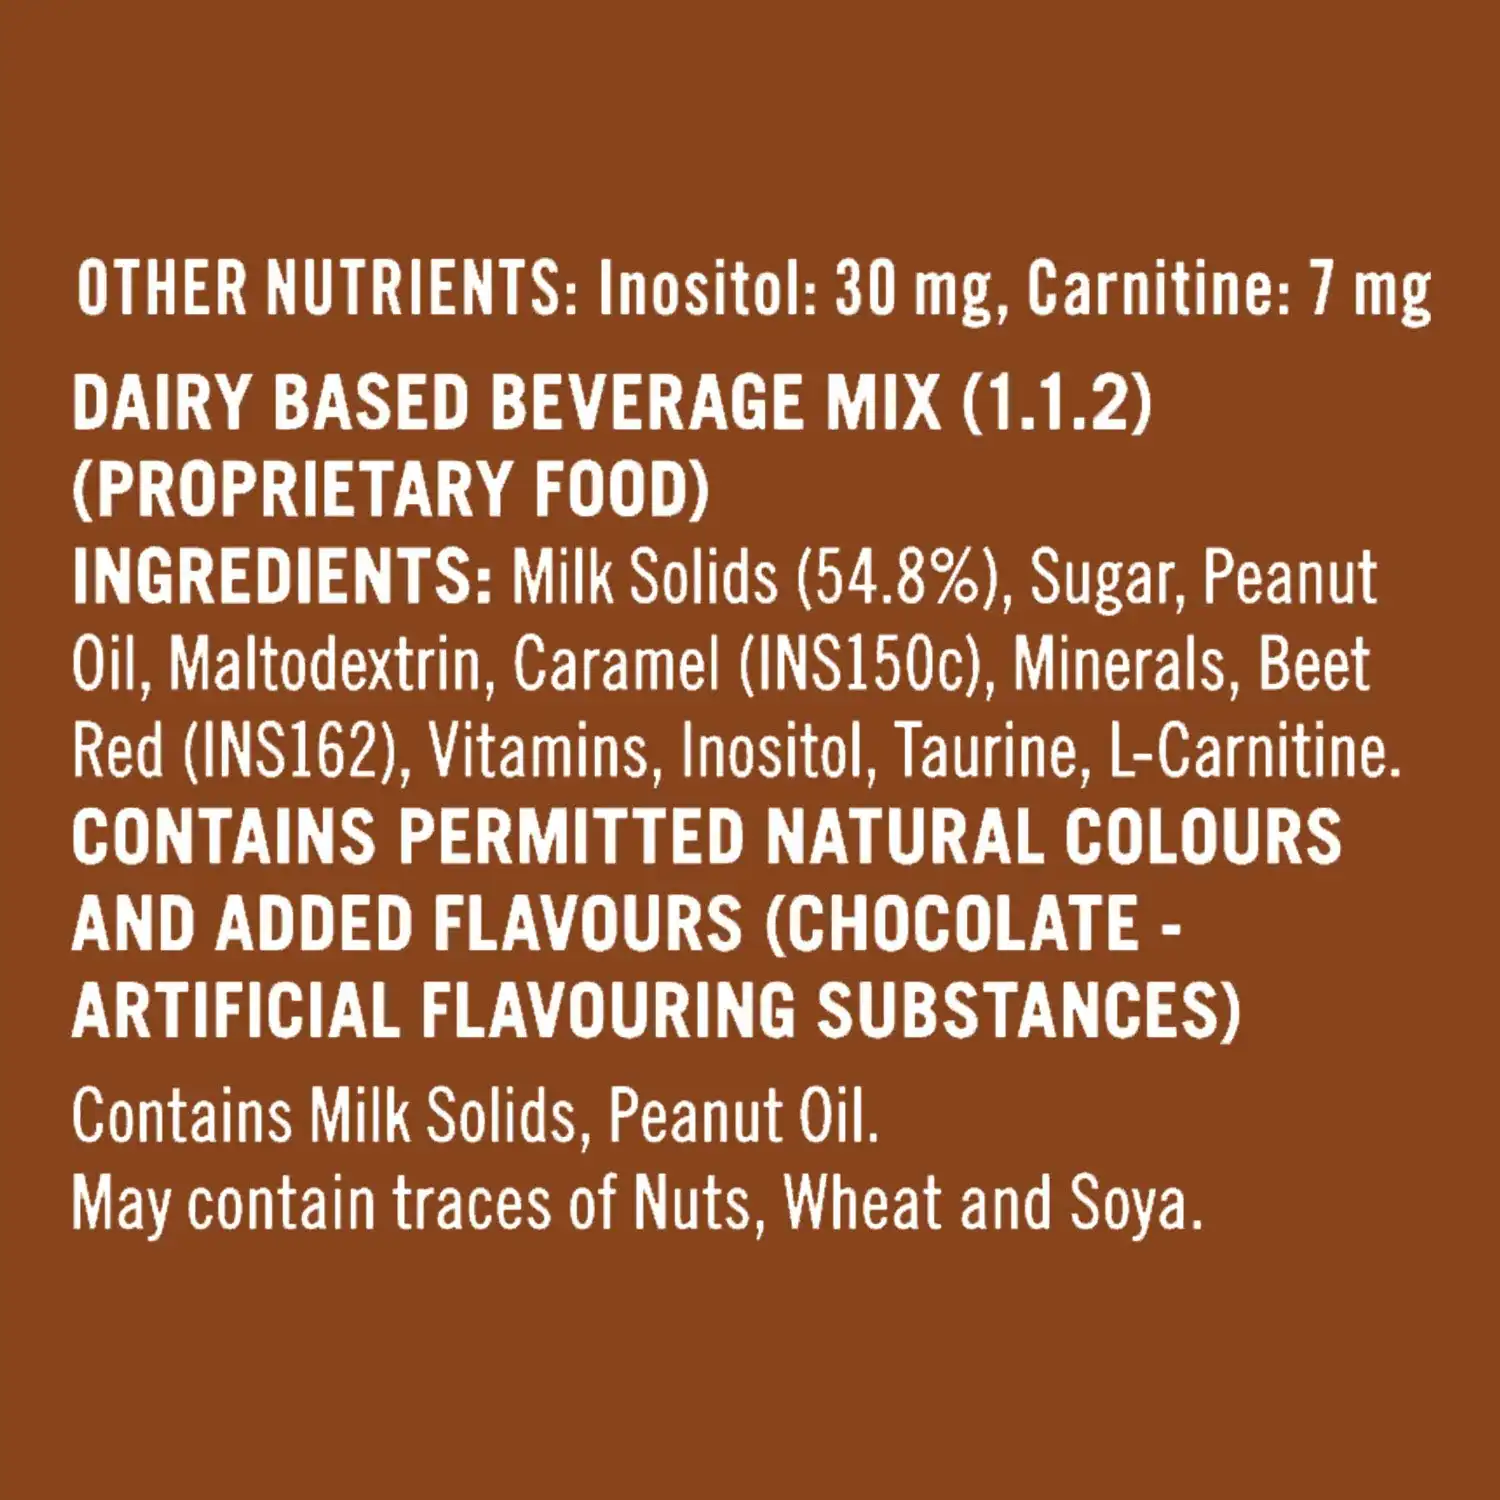 OTHER NUTRIENTS: Inositol: 30 mg, Carnitine: 7 mg
DAIRY BASED BEVERAGE MIX (1.1.2)
(PROPRIETARY FOOD)
INGREDIENTS: Milk Solids (54.8%), Sugar, Peanut
Oil, Maltodextrin, Caramel (INS150c), Minerals, Beet
Red (INS162), Vitamins, Inositol, Taurine, L-Carnitine.
CONTAINS PERMITTED NATURAL COLOURS
AND ADDED FLAVOURS (CHOCOLATE -
ARTIFICIAL FLAVOURING SUBSTANCES)
Contains Milk Solids, Peanut Oil.
May contain traces of Nuts, Wheat and Soya.